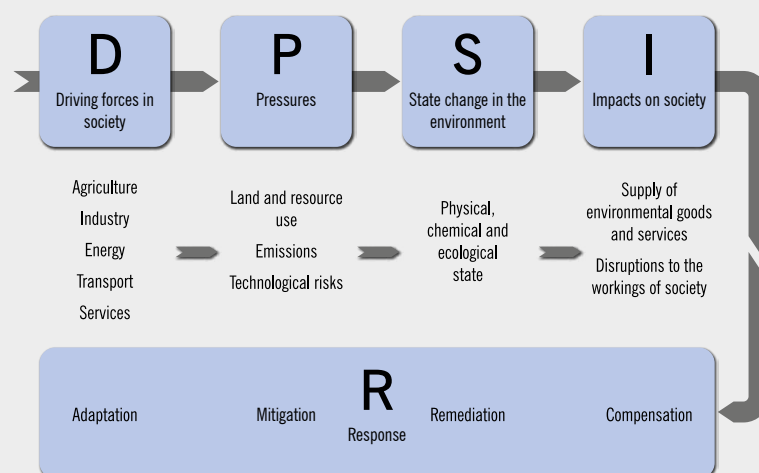 D
Driving forces in
society
P
Pressures
S
State change in the
environment
I
Impacts on society
Agriculture
Industry
Energy
Transport
Services
Land and resource
use
Emissions
Technological risks
Physical,
chemical and
ecological
state
Supply of
environmental goods
and services
Disruptions to the
workings of society
R
Response
Adaptation
Mitigation
Remediation
Compensation